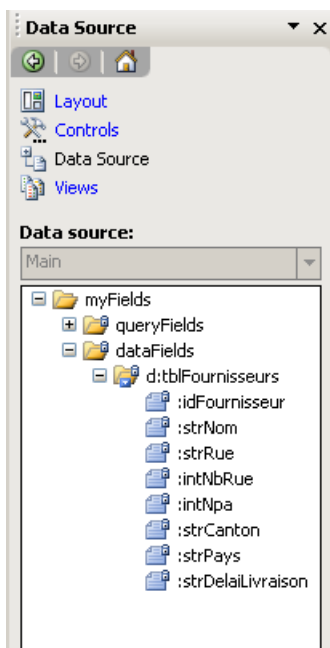 Data Source
Layout
Controls
Data Source
Views
Data source:
Main
myFields
queryFields
dataFields
d:tblFournisseurs
:idFournisseur
:strNom
:strRue
:intNbRue
:intNpa
:strCanton
:strPays
:strDelaiLivraison